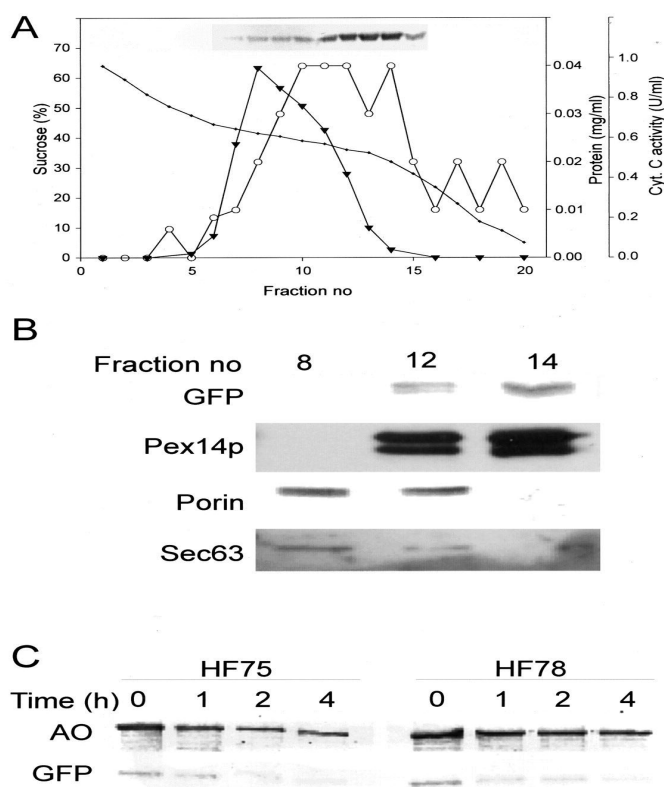 A
70
60
50
40
30
20
10
0
Sucrose (%)
0
5
10
15
20
Fraction no
0.04
0.03
0.02
0.01
0.00
Protein (mg/ml)
1.0
0.8
0.6
0.4
0.2
0.0
Cyt. C activity (U/ml)
B
Fraction no 8 12 14
GFP
Pex14p
Porin
Sec63
C
HF75 HF78
Time (h) 0 1 2 4 0 1 2 4
AO
GFP